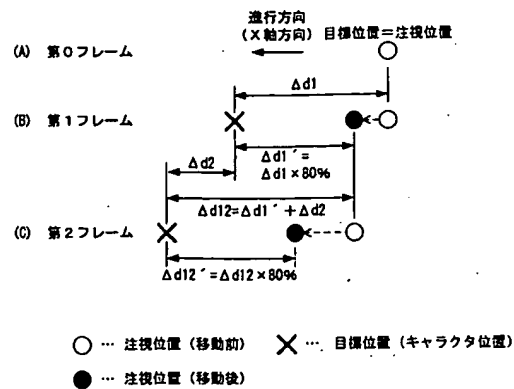 進行方向
(X軸方向) 目標位置=注視位置
(A) 第0フレーム
Δd1
(B) 第1フレーム
Δd2
Δd1´=
Δd1×80%
Δd12=Δd1´+Δd2
(C) 第2フレーム
Δd12´=Δd12×80%
○ … 注視位置(移動前)
× … 目標位置(キャラクタ位置)
● … 注視位置(移動後)